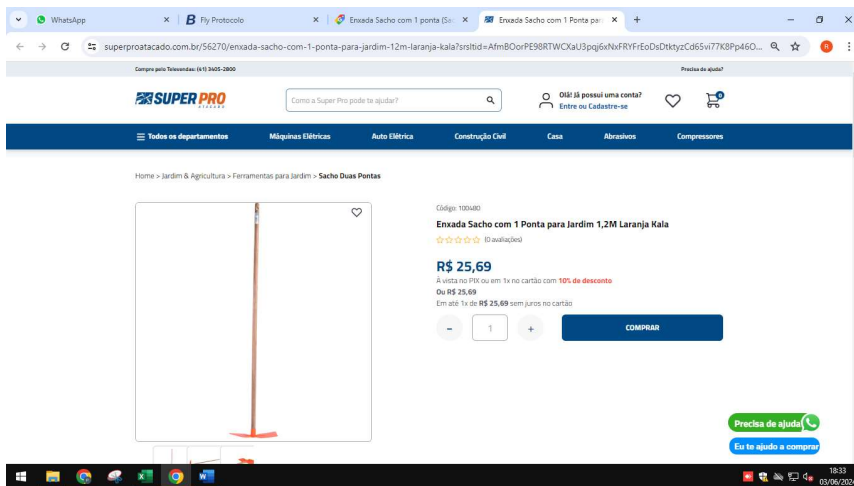 WhatsApp
Fly Protocolo
Enxada Sacho com 1 ponta (Sac
Enxada Sacho com 1 Ponta par
superproatacado.com.br/56270/enxada-sacho-com-1-ponta-para-jardim-12m-laranja-kala?srsltid=
R
Compre pelo Televendas: (41) 3405-2800
Precisa de ajuda?
SUPER PRO
ATACADO
Como a Super Pro pode te ajudar?
Olá! Já possui uma conta?
Entre ou Cadastre-se
0
Todos os departamentos
Máquinas Elétricas
Auto Elétrica
Construção Civil
Casa
Abrasivos
Compressores
Home > Jardim & Agricultura > Ferramentas para Jardim > Sacho Duas Pontas
Código: 100480
Enxada Sacho com 1 Ponta para Jardim 1,2M Laranja Kala
(0 avaliações)
R$ 25,69
À vista no PIX ou em 1x no cartão com 10% de desconto
Ou R$ 25,69
Em até 1x de R$ 25,69 sem juros no cartão
- 1 +
COMPRAR
Precisa de ajuda
Eu te ajudo a comprar
18:33
03/06/2024